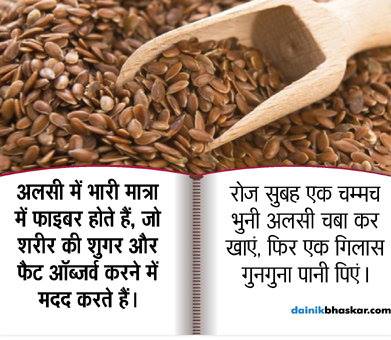 अलसी में भारी मात्रा
में फाइबर होते हैं, जो
शरीर की शुगर और
फैट ऑब्जर्व करने में
मदद करते हैं।
रोज सुबह एक चम्मच
भुनी अलसी चबा कर
खाएं, फिर एक गिलास
गुनगुना पानी पिएं।
dainikbhaskar.com